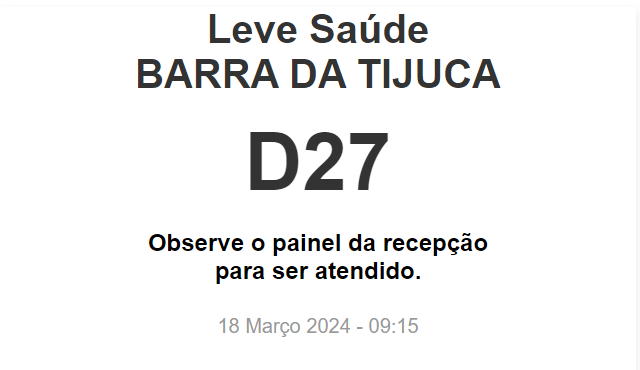 Leve Saúde
BARRA DA TIJUCA
D27
Observe o painel da recepção
para ser atendido.
18 Março 2024 - 09:15